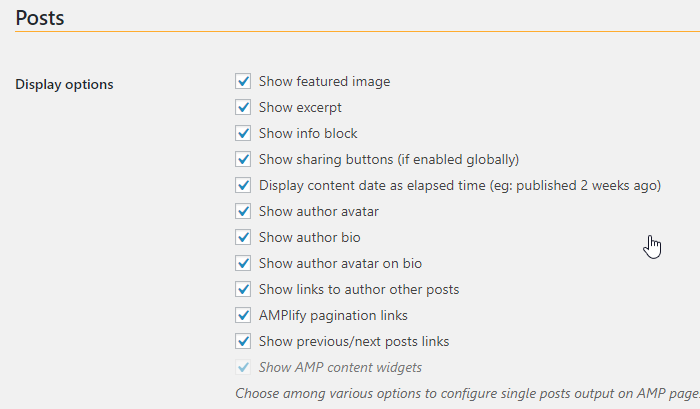 Posts
Display options
Show featured image
Show excerpt
Show info block
Show sharing buttons (if enabled globally)
Display content date as elapsed time (eg: published 2 weeks ago)
Show author avatar
Show author bio
Show author avatar on bio
Show links to author other posts
AMPlify pagination links
Show previous/next posts links
Show AMP content widgets
Choose among various options to configure single posts output on AMP page